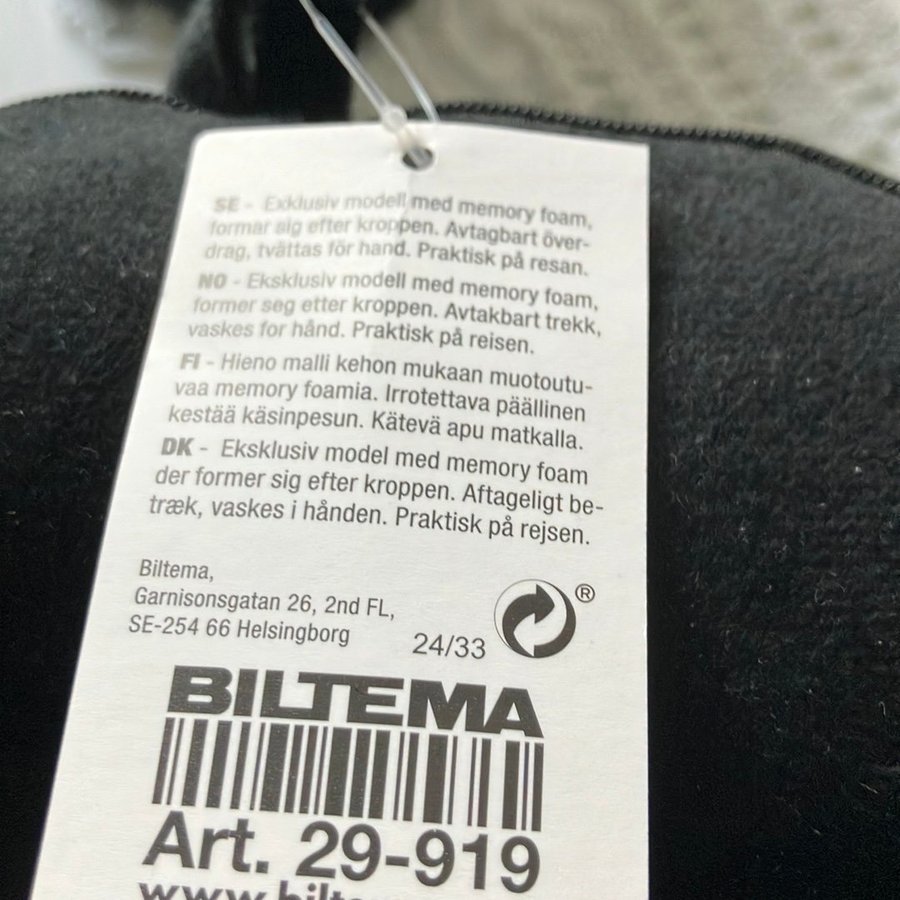 SE - Exklusiv modell med memory foam,
formar sig efter kroppen. Avtagbart över-
drag, tvättas för hand. Praktisk på resan.
NO - Eksklusiv modell med memory foam,
former seg etter kroppen. Avtakbart trekk,
vaskes for hånd. Praktisk på reisen.
FI - Hieno malli kehon mukaan muotoutu-
vaa memory foamia. Irrotettava päällinen
kestää käsinpesun. Kätevä apu matkalla.
DK - Eksklusiv model med memory foam
der former sig efter kroppen. Aftageligt be-
træk, vaskes i hånden. Praktisk på rejsen.
Biltema,
Garnisonsgatan 26, 2nd FL,
SE-254 66 Helsingborg
24/33
®
BILTEMA
Art. 29-919